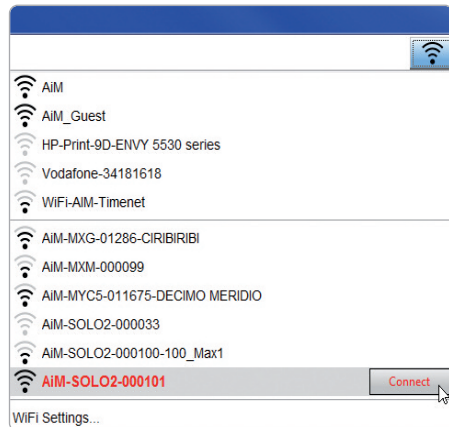 AiM
AiM_Guest
HP-Print-9D-ENVY 5530 series
Vodafone-34181618
WiFi-AIM-Timenet
AiM-MXG-01286-CIRIBIRIBI
AiM-MXM-000099
AiM-MYC5-011675-DECIMO MERIDIO
AiM-SOLO2-000033
AiM-SOLO2-000100-100_Max1
AiM-SOLO2-000101 Connect
WiFi Settings...